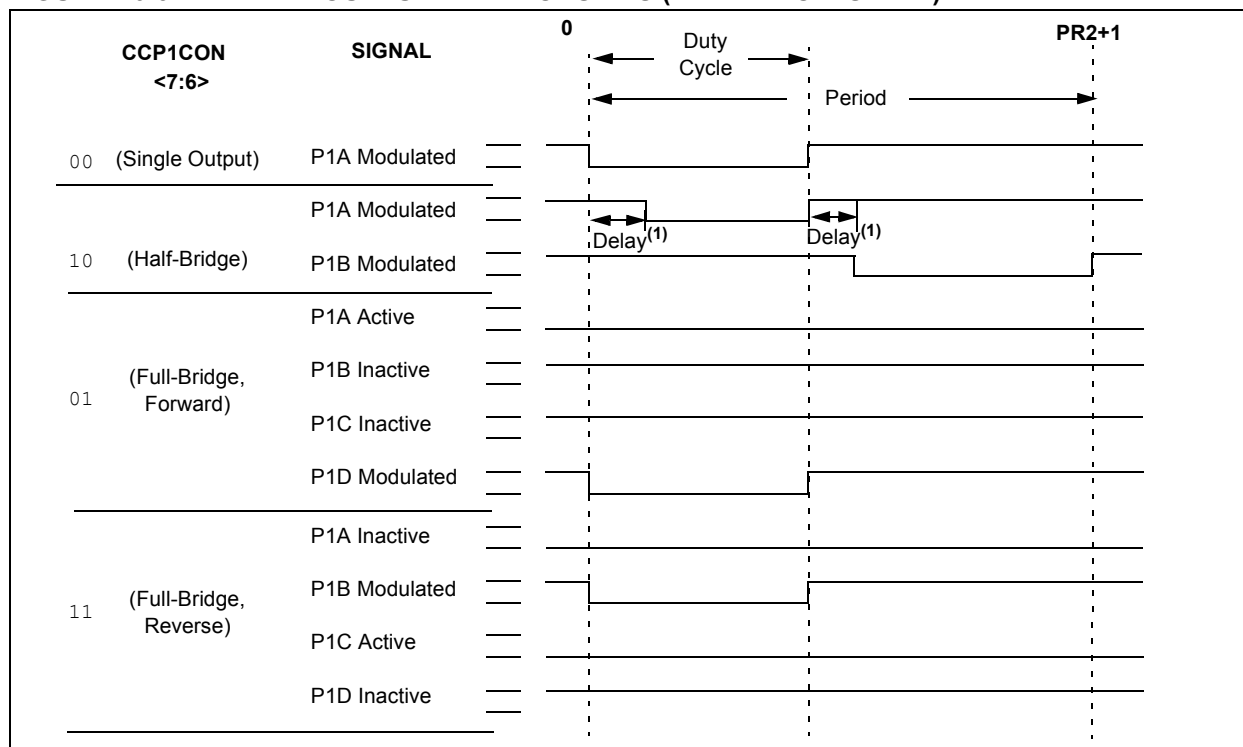 0
PR2+1
CCP1CON
<7:6>
SIGNAL
Duty
Cycle
Period
00 (Single Output) P1A Modulated
P1A Modulated
Delay(1)
Delay(1)
10 (Half-Bridge) P1B Modulated
P1A Active
P1B Inactive
01 (Full-Bridge,
Forward)
P1C Inactive
P1D Modulated
P1A Inactive
P1B Modulated
11 (Full-Bridge,
Reverse)
P1C Active
P1D Inactive